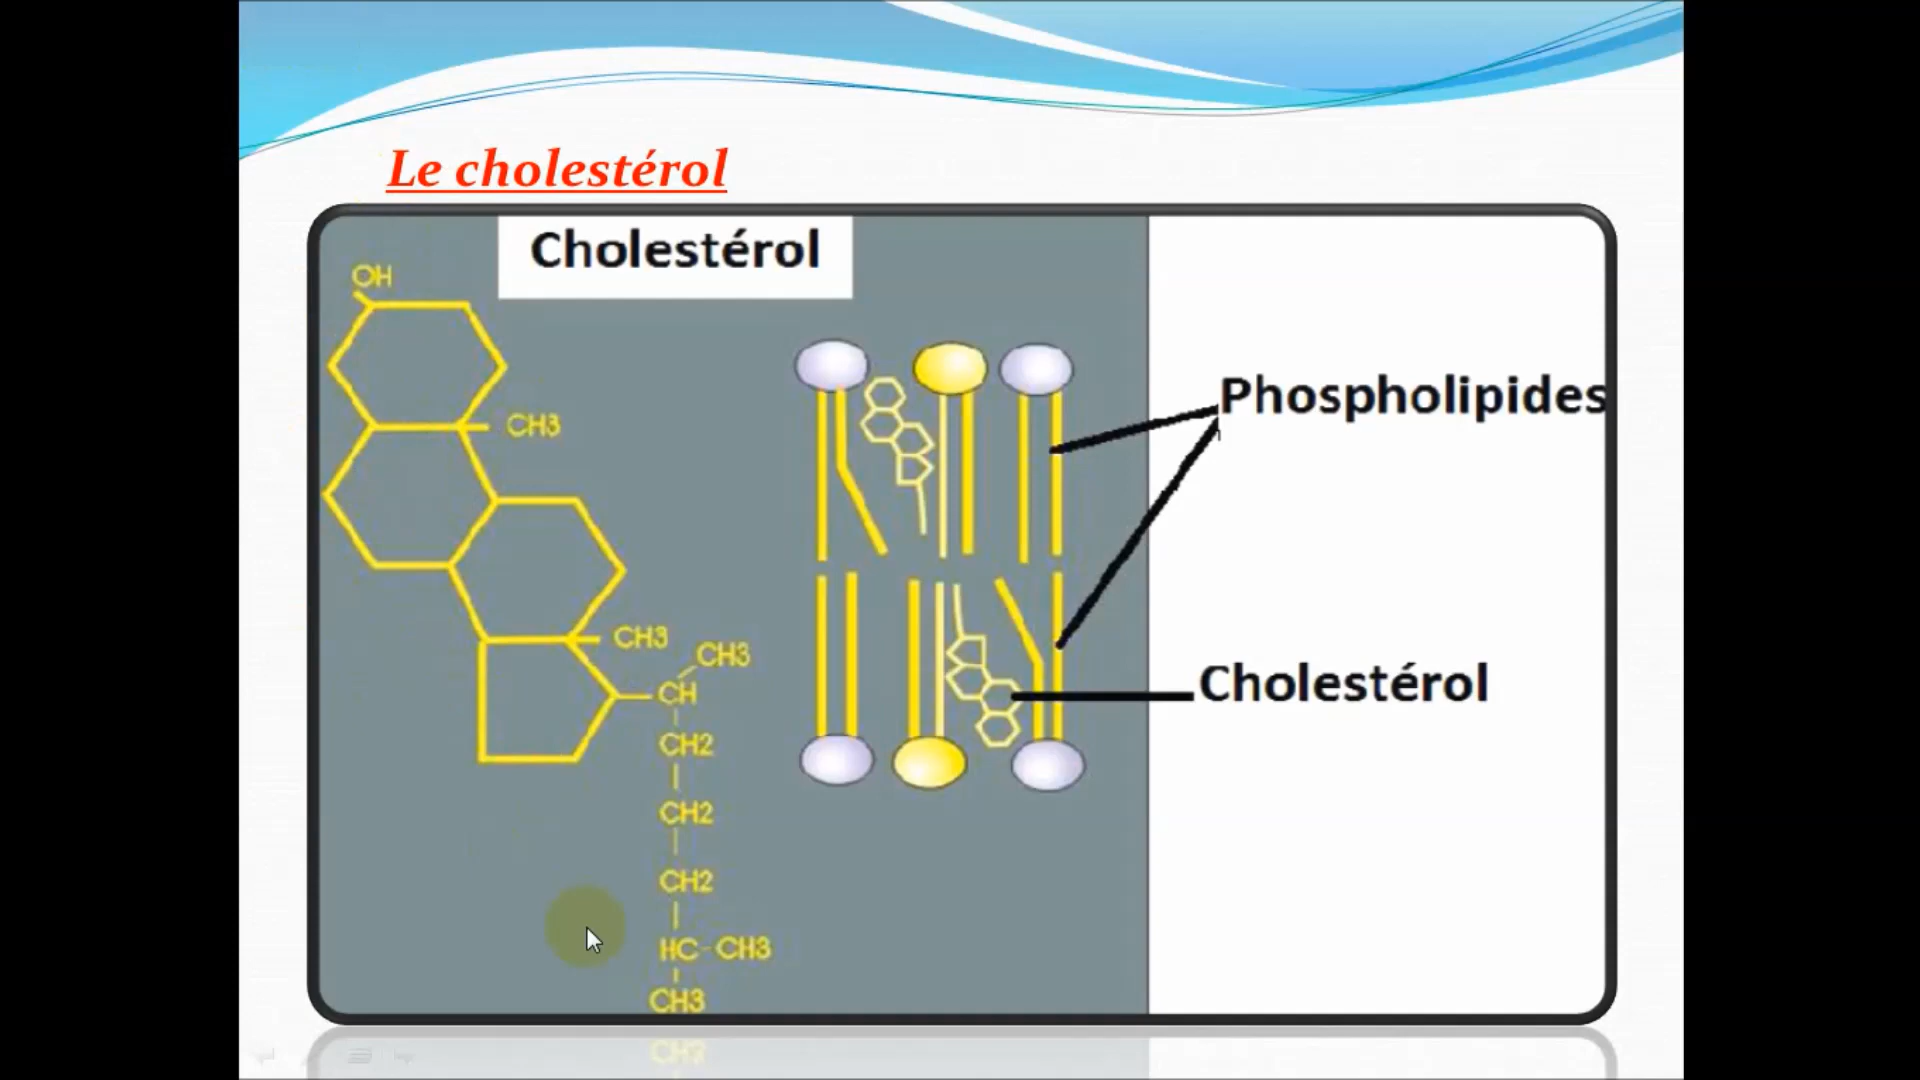 Le cholestérol
Cholestérol
OH
CH3
CH3
CH3
CH
CH2
CH2
CH2
HC-CH3
CH3
Phospholipides
Cholestérol